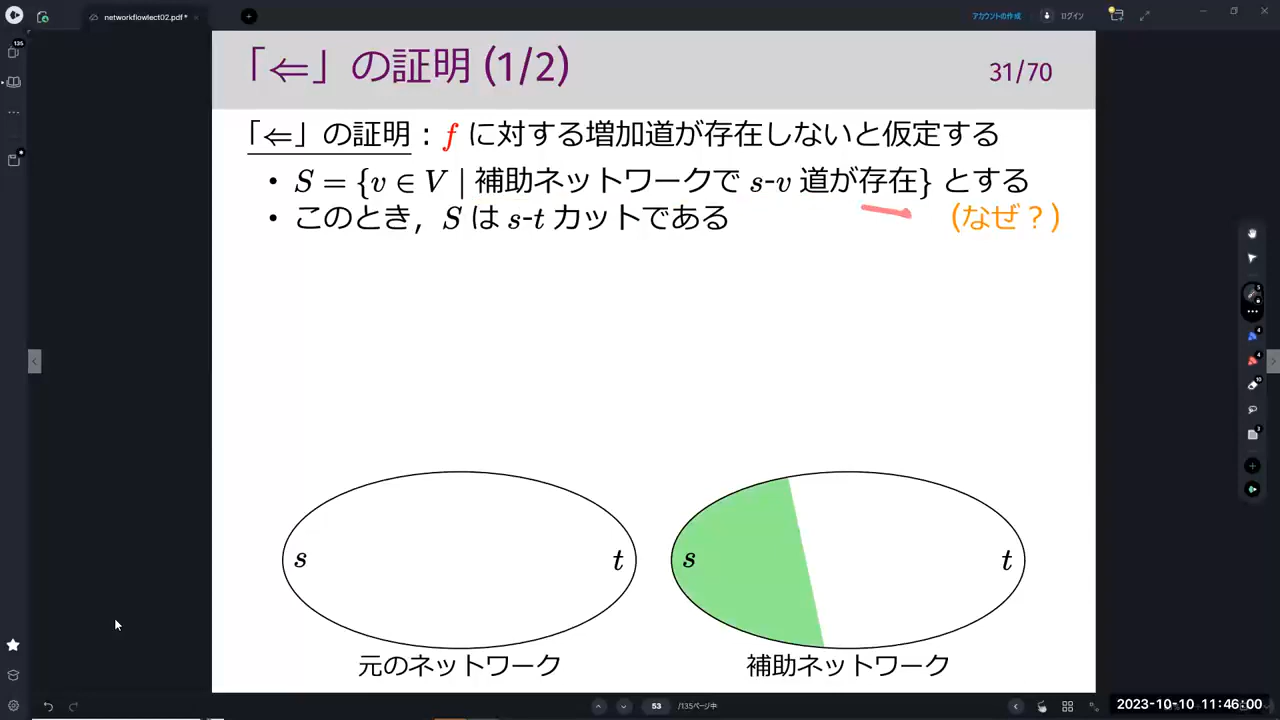 networkflowlect02.pdf *
アカウントの作成
ログイン
135
「⇐」の証明 (1/2)
31/70
「⇐」の証明：f に対する増加道が存在しないと仮定する
• S = {v ∈ V | 補助ネットワークで s-v 道が存在} とする
• このとき，S は s-t カットである (なぜ？)
s
t
s
t
元のネットワーク
補助ネットワーク
53
/135ページ中
2023-10-10 11:46:00